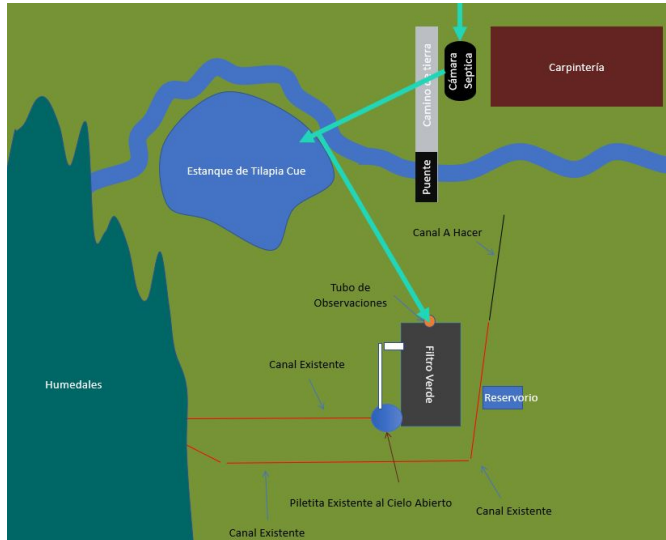 Camino de tierra
Cámara
Septica
Carpintería
Estanque de Tilapia Cue
Puente
Canal A Hacer
Tubo de
Observaciones
Canal Existente
Filtro Verde
Humedales
Reservorio
Piletita Existente al Cielo Abierto
Canal Existente
Canal Existente